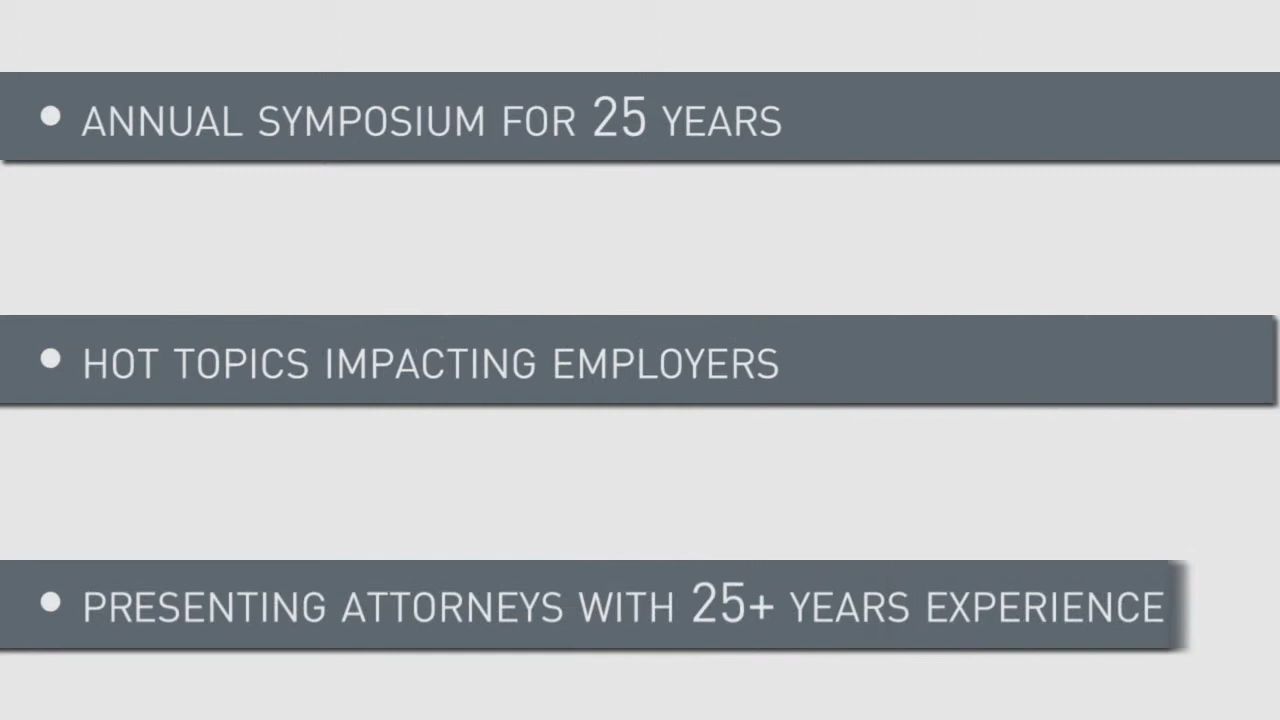 • ANNUAL SYMPOSIUM FOR 25 YEARS
• HOT TOPICS IMPACTING EMPLOYERS
• PRESENTING ATTORNEYS WITH 25+ YEARS EXPERIENCE